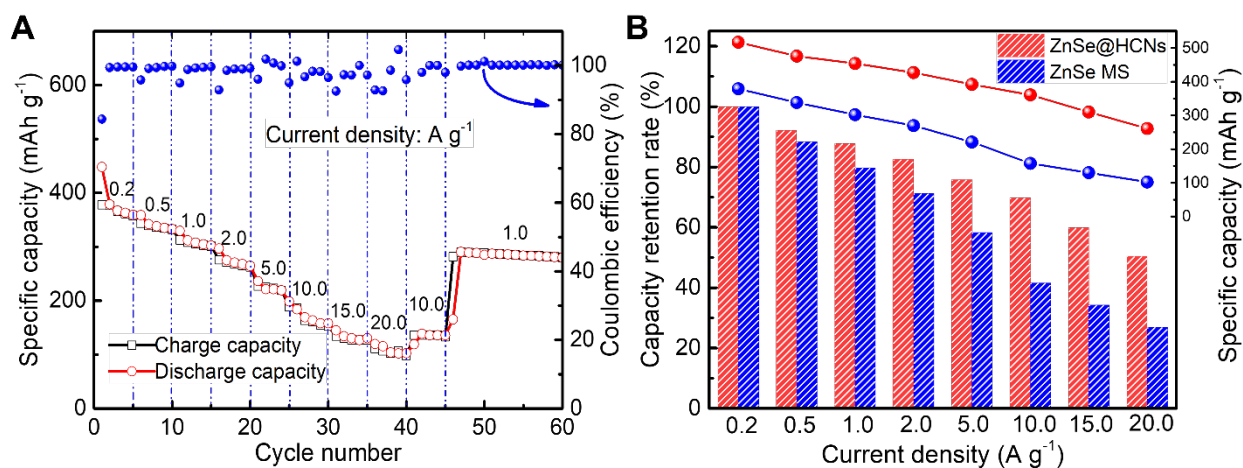 A
Specific capacity (mAh g-1)
600
400
200
0
0.2
0.5
1.0
2.0
5.0
10.0
15.0
20.0
10.0
1.0
Current density: A g-1
Charge capacity
Discharge capacity
0 10 20 30 40 50 60
Cycle number
100
80
60
40
20
0
Coulombic efficiency (%)
B
Capacity retention rate (%)
120
100
80
60
40
20
0
ZnSe@HCNs
ZnSe MS
0.2 0.5 1.0 2.0 5.0 10.0 15.0 20.0
Current density (A g-1)
500
400
300
200
100
0
Specific capacity (mAh g-1)